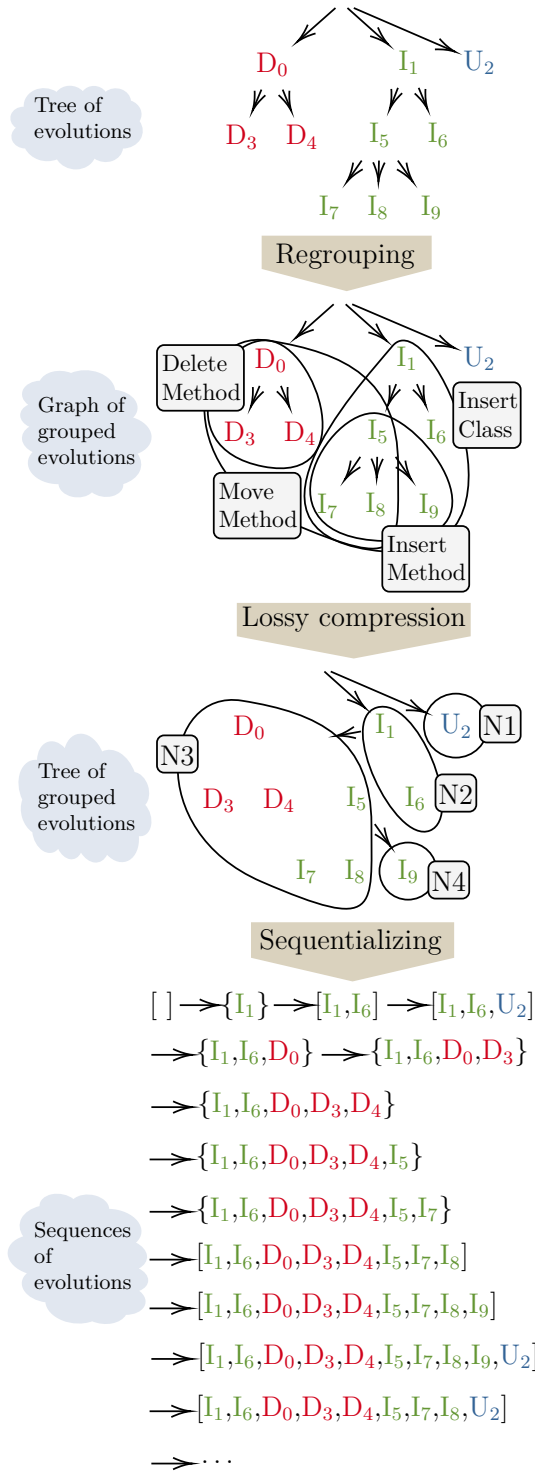 D₀ I₁ U₂
Tree of
evolutions
D₃ D₄ I₅ I₆
I₇ I₈ I₉
Regrouping
Delete
Method
D₀ I₁ U₂
Graph of
grouped
evolutions
Insert
Class
D₃ D₄ I₅ I₆
Move
Method
I₇ I₈ I₉
Insert
Method
Lossy compression
D₀ I₁ U₂ N1
N3
Tree of
grouped
evolutions
D₃ D₄ I₅ I₆ N2
I₇ I₈ I₉ N4
Sequentializing
[ ] → {I₁} → [I₁,I₆] → [I₁,I₆,U₂]
→ {I₁,I₆,D₀} → {I₁,I₆,D₀,D₃}
→ {I₁,I₆,D₀,D₃,D₄}
→ {I₁,I₆,D₀,D₃,D₄,I₅}
→ {I₁,I₆,D₀,D₃,D₄,I₅,I₇}
Sequences
of
evolutions
→ [I₁,I₆,D₀,D₃,D₄,I₅,I₇,I₈]
→ [I₁,I₆,D₀,D₃,D₄,I₅,I₇,I₈,I₉]
→ [I₁,I₆,D₀,D₃,D₄,I₅,I₇,I₈,I₉,U₂]
→ [I₁,I₆,D₀,D₃,D₄,I₅,I₇,I₈,U₂]
→ ···